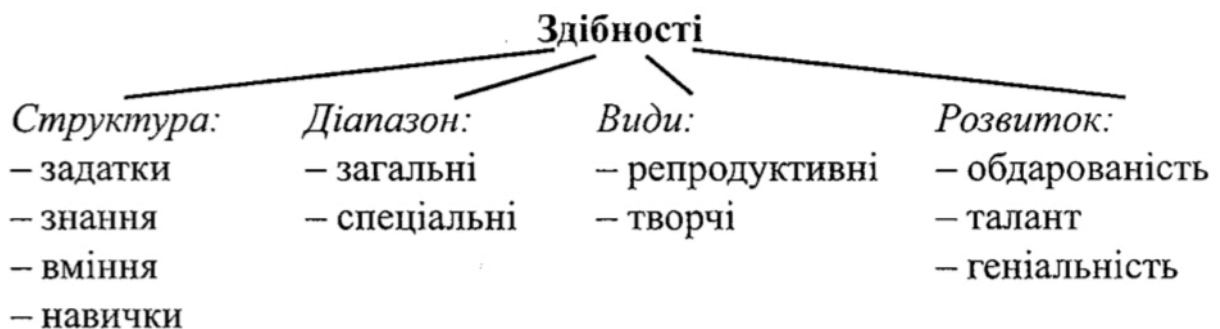 Здібності
Структура:
– задатки
– знання
– вміння
– навички
Діапазон:
– загальні
– спеціальні
Види:
– репродуктивні
– творчі
Розвиток:
– обдарованість
– талант
– геніальність